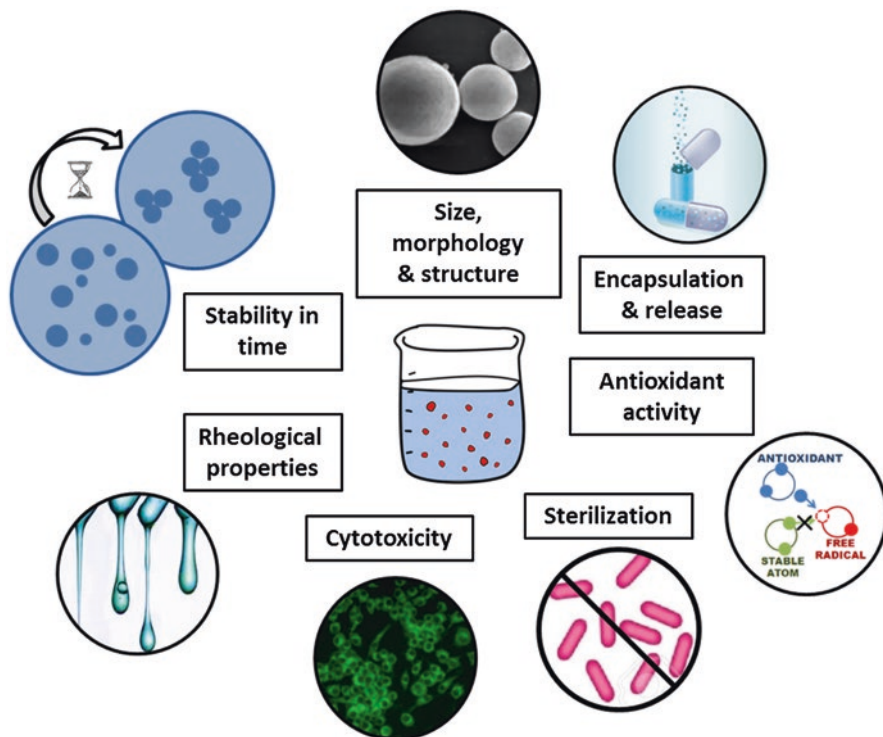 Size,
morphology
& structure
Encapsulation
& release
Stability in
time
Antioxidant
activity
Rheological
properties
ANTIOXIDANT
FREE
RADICAL
STABLE
ATOM
Sterilization
Cytotoxicity